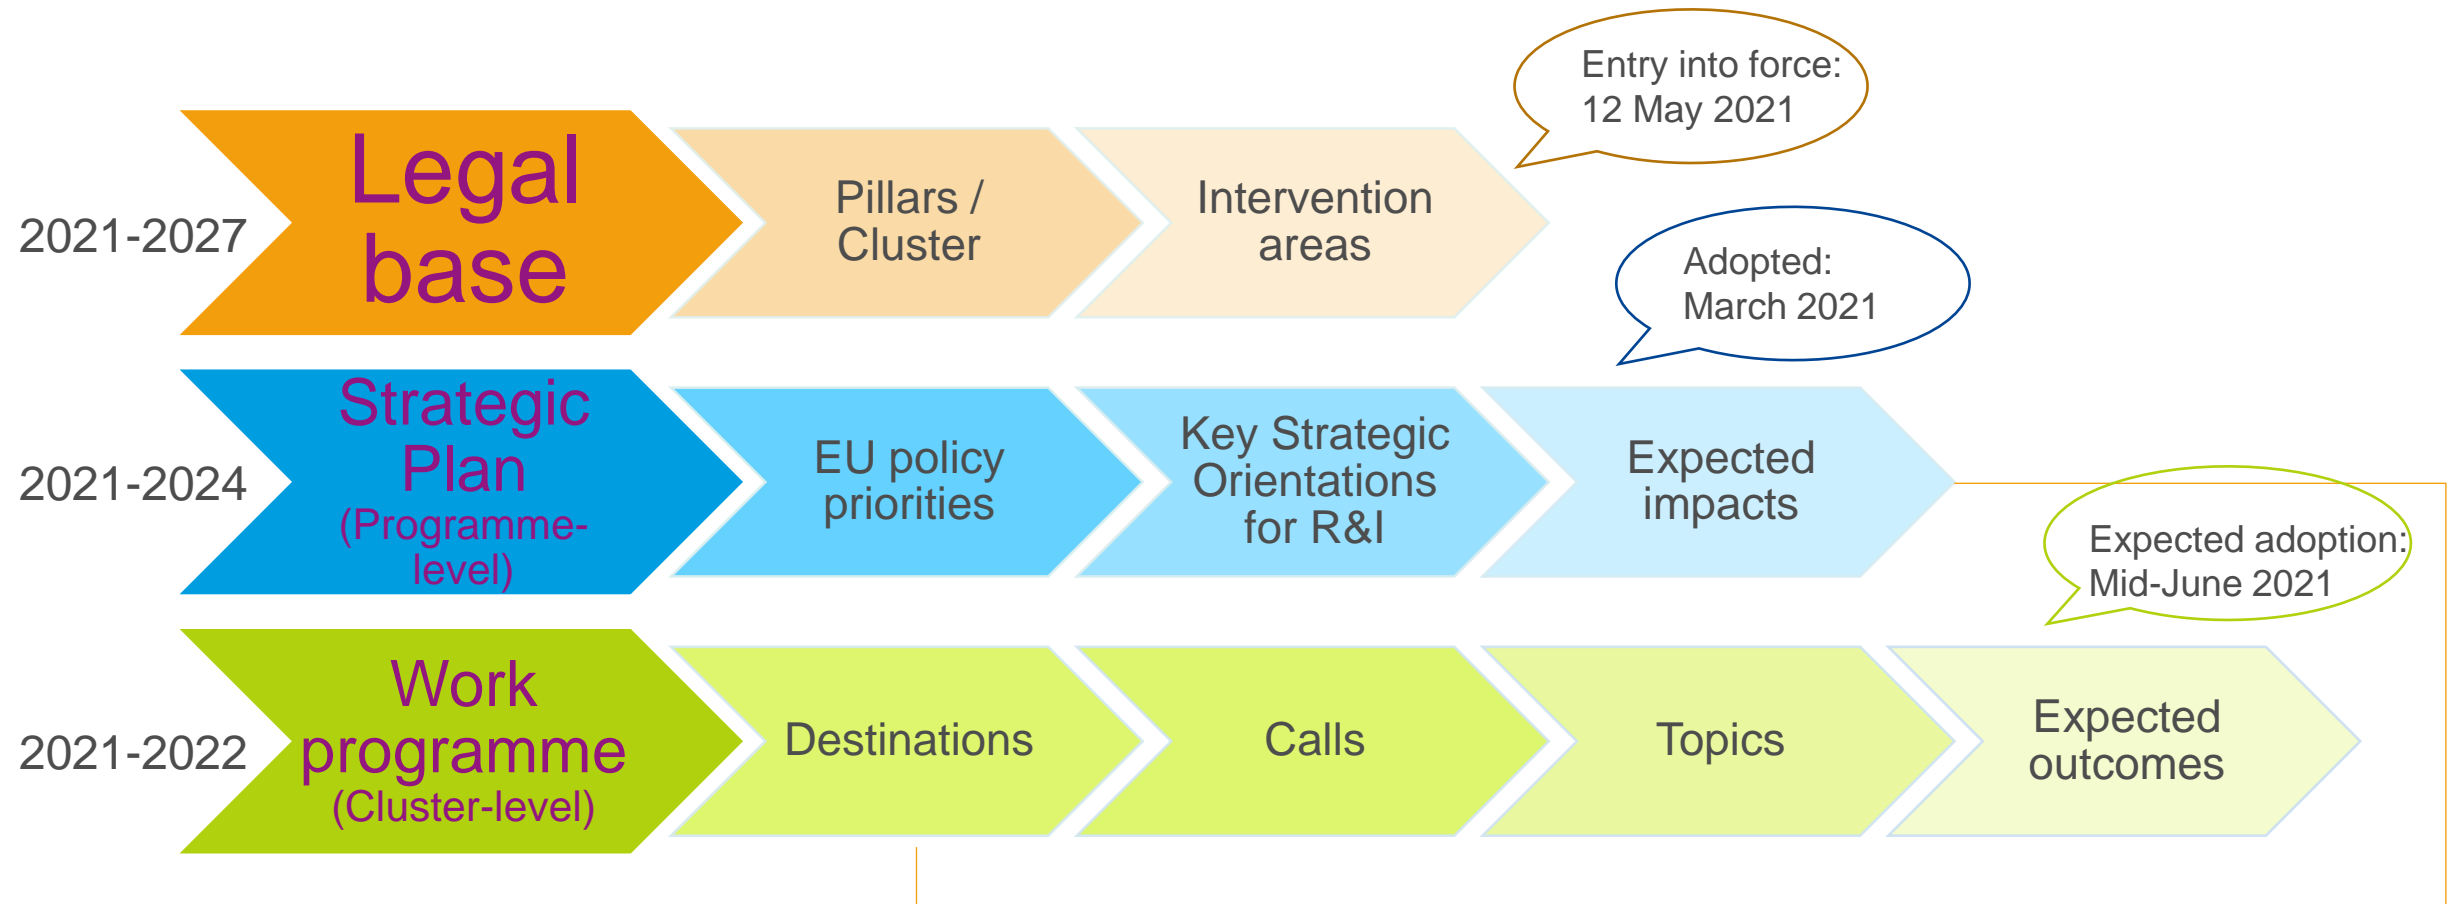 Entry into force:
12 May 2021
2021-2027
Legal
base
Pillars /
Cluster
Intervention
areas
Adopted:
March 2021
2021-2024
Strategic
Plan
(Programme-
level)
EU policy
priorities
Key Strategic
Orientations
for R&I
Expected
impacts
Expected adoption:
Mid-June 2021
2021-2022
Work
programme
(Cluster-level)
Destinations
Calls
Topics
Expected
outcomes